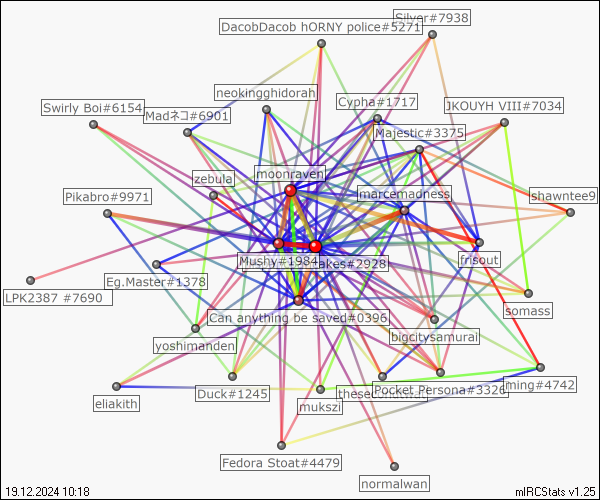 Silver#7938
DacobDacob hORNY police#5271
neokingghidorah
Cypha#1717
JKOUYH VIII#7034
Swirly Boi#6154
Madネコ#6901
Majestic#3375
moonraven
zebula
marcemadness
shawntee9
Pikabro#9971
Mushy#1984
akes#2928
frisout
Eg.Master#1378
LPK2387 #7690
somass
Can anything be saved#0396
bigcitysamurai
yoshimanden
Duck#1245
Pocket Persona#3326
ming#4742
eliakith
mukszi
Fedora Stoat#4479
normalwan
19.12.2024 10:18
mIRCStats v1.25